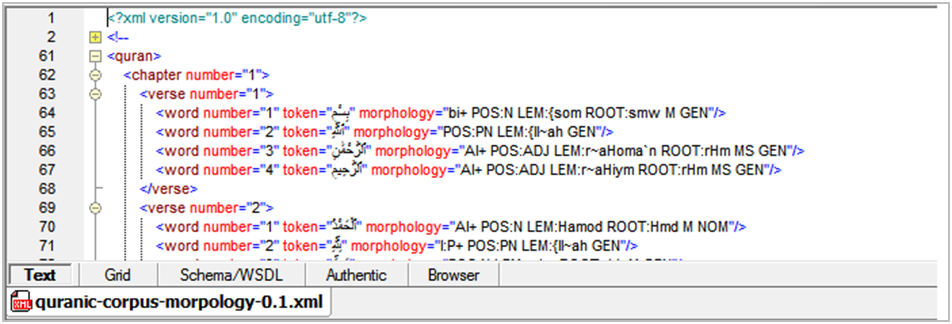 1 <?xml version="1.0" encoding="utf-8"?>
2 <!--
61 <quran>
62 <chapter number="1">
63 <verse number="1">
64 <word number="1" token="بِسْمِ" morphology="bi+ POS:N LEM:{som ROOT:smw M GEN"/>
65 <word number="2" token="ٱللَّهِ" morphology="POS:PN LEM:{ll~ah GEN"/>
66 <word number="3" token="ٱلرَّحْمَٰنِ" morphology="Al+ POS:ADJ LEM:r~aHoma`n ROOT:rHm MS GEN"/>
67 <word number="4" token="ٱلرَّحِيمِ" morphology="Al+ POS:ADJ LEM:r~aHiym ROOT:rHm MS GEN"/>
68 </verse>
69 <verse number="2">
70 <word number="1" token="ٱلْحَمْدُ" morphology="Al+ POS:N LEM:Hamod ROOT:Hmd M NOM"/>
71 <word number="2" token="لِلَّهِ" morphology="l:P+ POS:PN LEM:{ll~ah GEN"/>
Text Grid Schema/WSDL Authentic Browser
XML quranic-corpus-morpology-0.1.xml